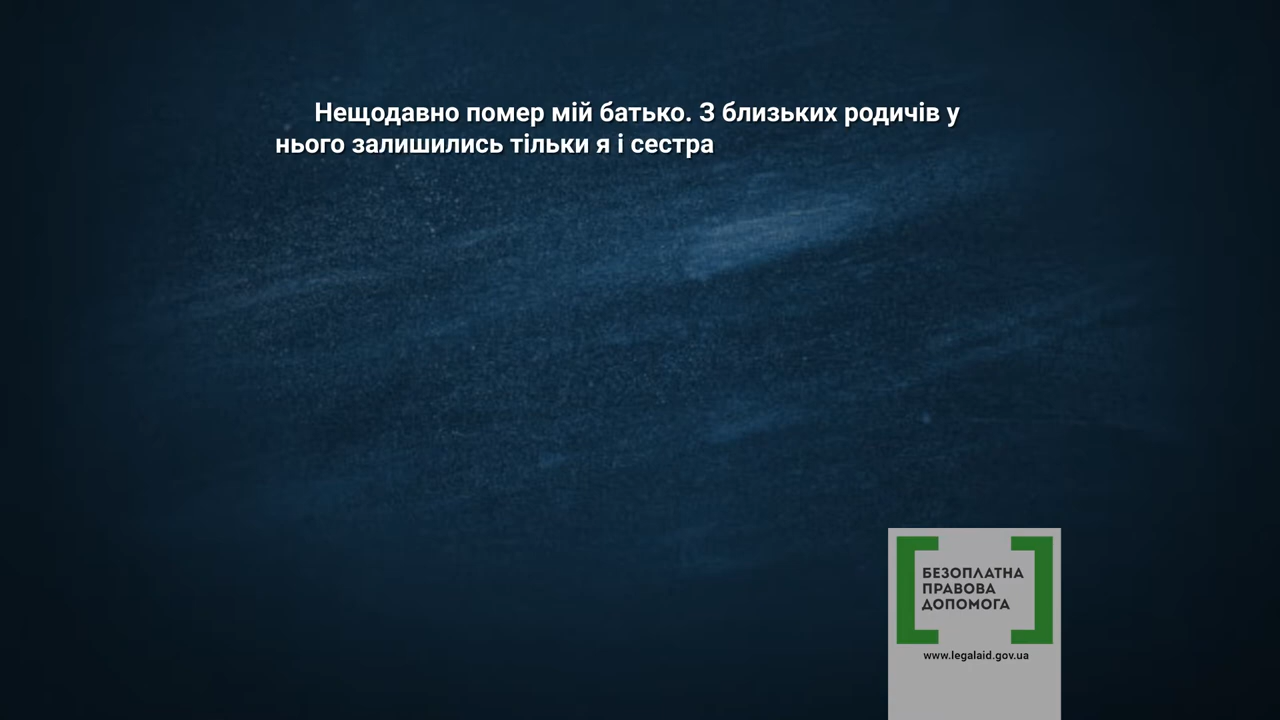 Нещодавно помер мій батько. З близьких родичів у
нього залишились тільки я і сестра
БЕЗОПЛАТНА
ПРАВОВА
ДОПОМОГА
www.legalaid.gov.ua